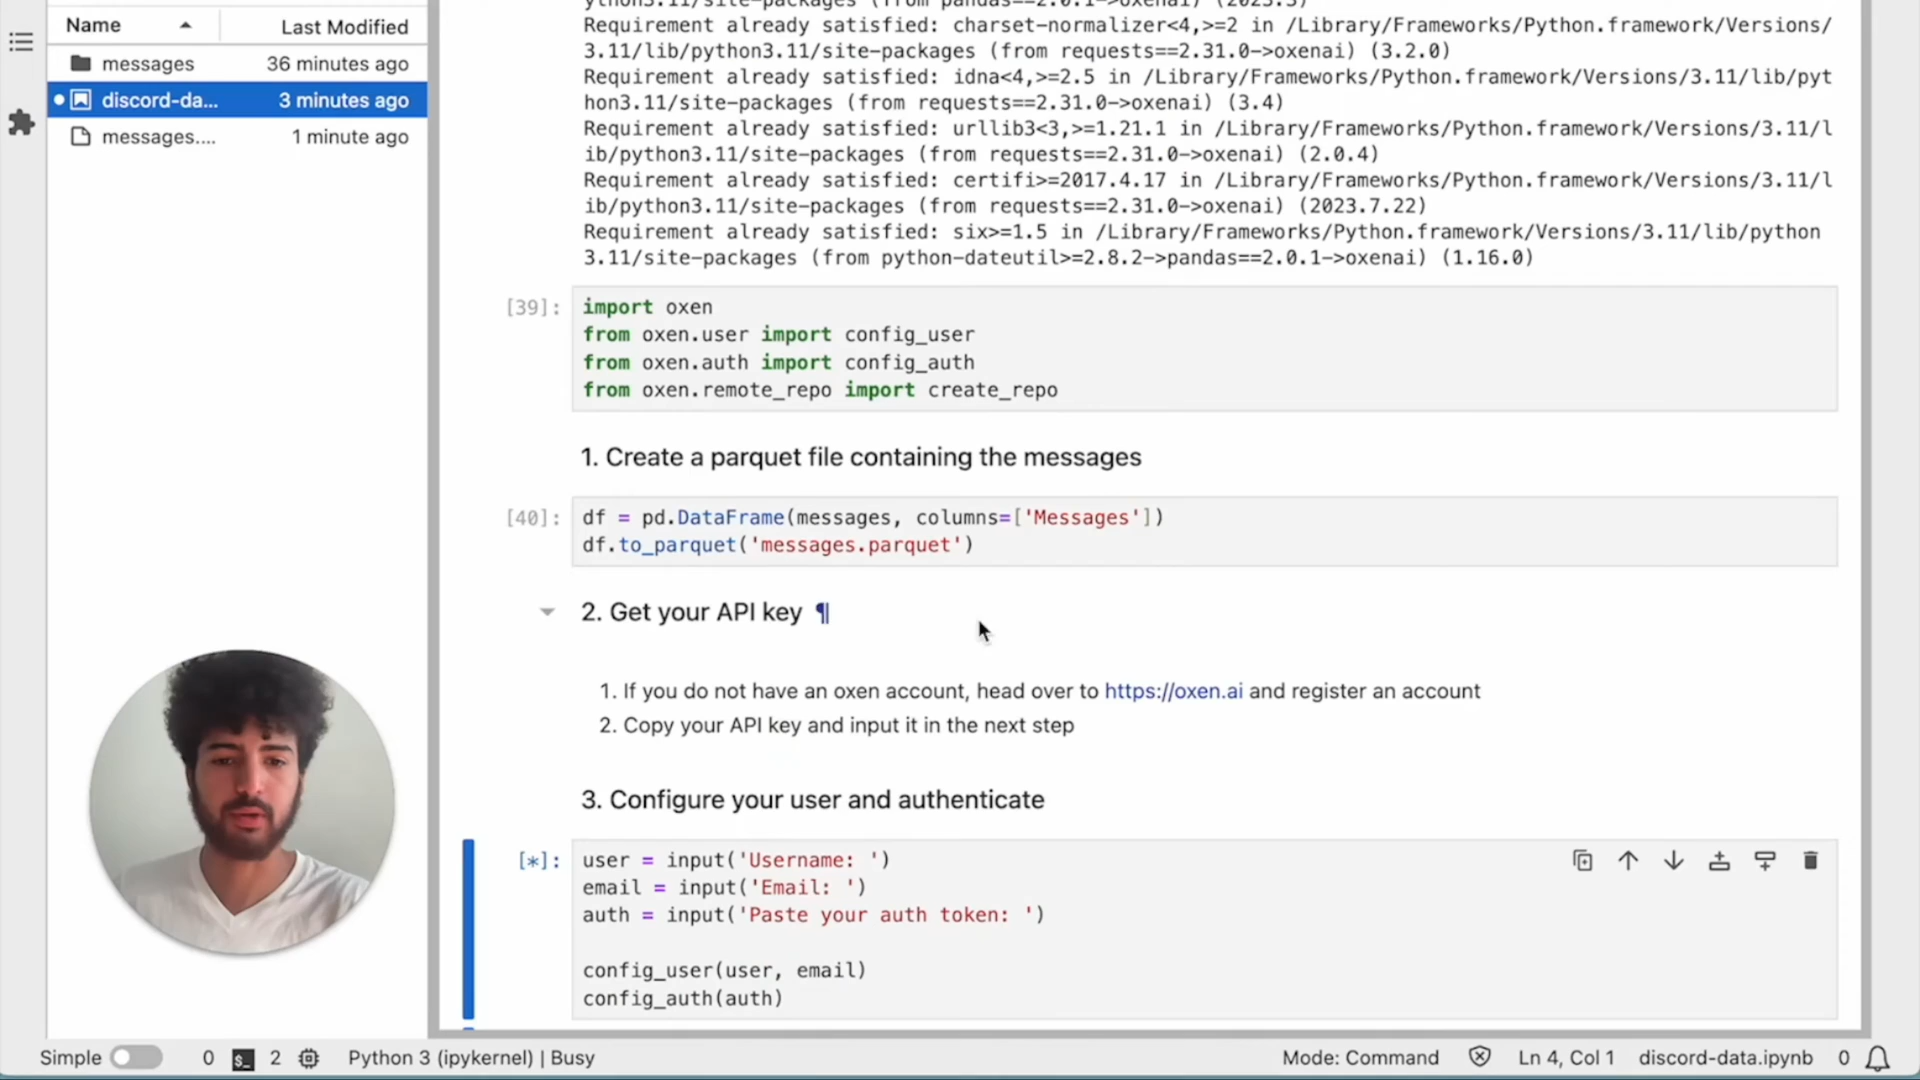 Name
Last Modified
messages
36 minutes ago
discord-da...
3 minutes ago
messages....
1 minute ago
ython3.11/site-packages (from pandas==2.0.1->oxenai) (2023.3)
Requirement already satisfied: charset-normalizer<4,>=2 in /Library/Frameworks/Python.framework/Versions/
3.11/lib/python3.11/site-packages (from requests==2.31.0->oxenai) (3.2.0)
Requirement already satisfied: idna<4,>=2.5 in /Library/Frameworks/Python.framework/Versions/3.11/lib/pyt
hon3.11/site-packages (from requests==2.31.0->oxenai) (3.4)
Requirement already satisfied: urllib3<3,>=1.21.1 in /Library/Frameworks/Python.framework/Versions/3.11/l
ib/python3.11/site-packages (from requests==2.31.0->oxenai) (2.0.4)
Requirement already satisfied: certifi>=2017.4.17 in /Library/Frameworks/Python.framework/Versions/3.11/l
ib/python3.11/site-packages (from requests==2.31.0->oxenai) (2023.7.22)
Requirement already satisfied: six>=1.5 in /Library/Frameworks/Python.framework/Versions/3.11/lib/python
3.11/site-packages (from python-dateutil>=2.8.2->pandas==2.0.1->oxenai) (1.16.0)
[39]: import oxen
from oxen.user import config_user
from oxen.auth import config_auth
from oxen.remote_repo import create_repo
1. Create a parquet file containing the messages
[40]: df = pd.DataFrame(messages, columns=['Messages'])
df.to_parquet('messages.parquet')
2. Get your API key ¶
1. If you do not have an oxen account, head over to https://oxen.ai and register an account
2. Copy your API key and input it in the next step
3. Configure your user and authenticate
[*]: user = input('Username: ')
email = input('Email: ')
auth = input('Paste your auth token: ')
config_user(user, email)
config_auth(auth)
Simple 0 $_ 2 Python 3 (ipykernel) | Busy Mode: Command Ln 4, Col 1 discord-data.ipynb 0